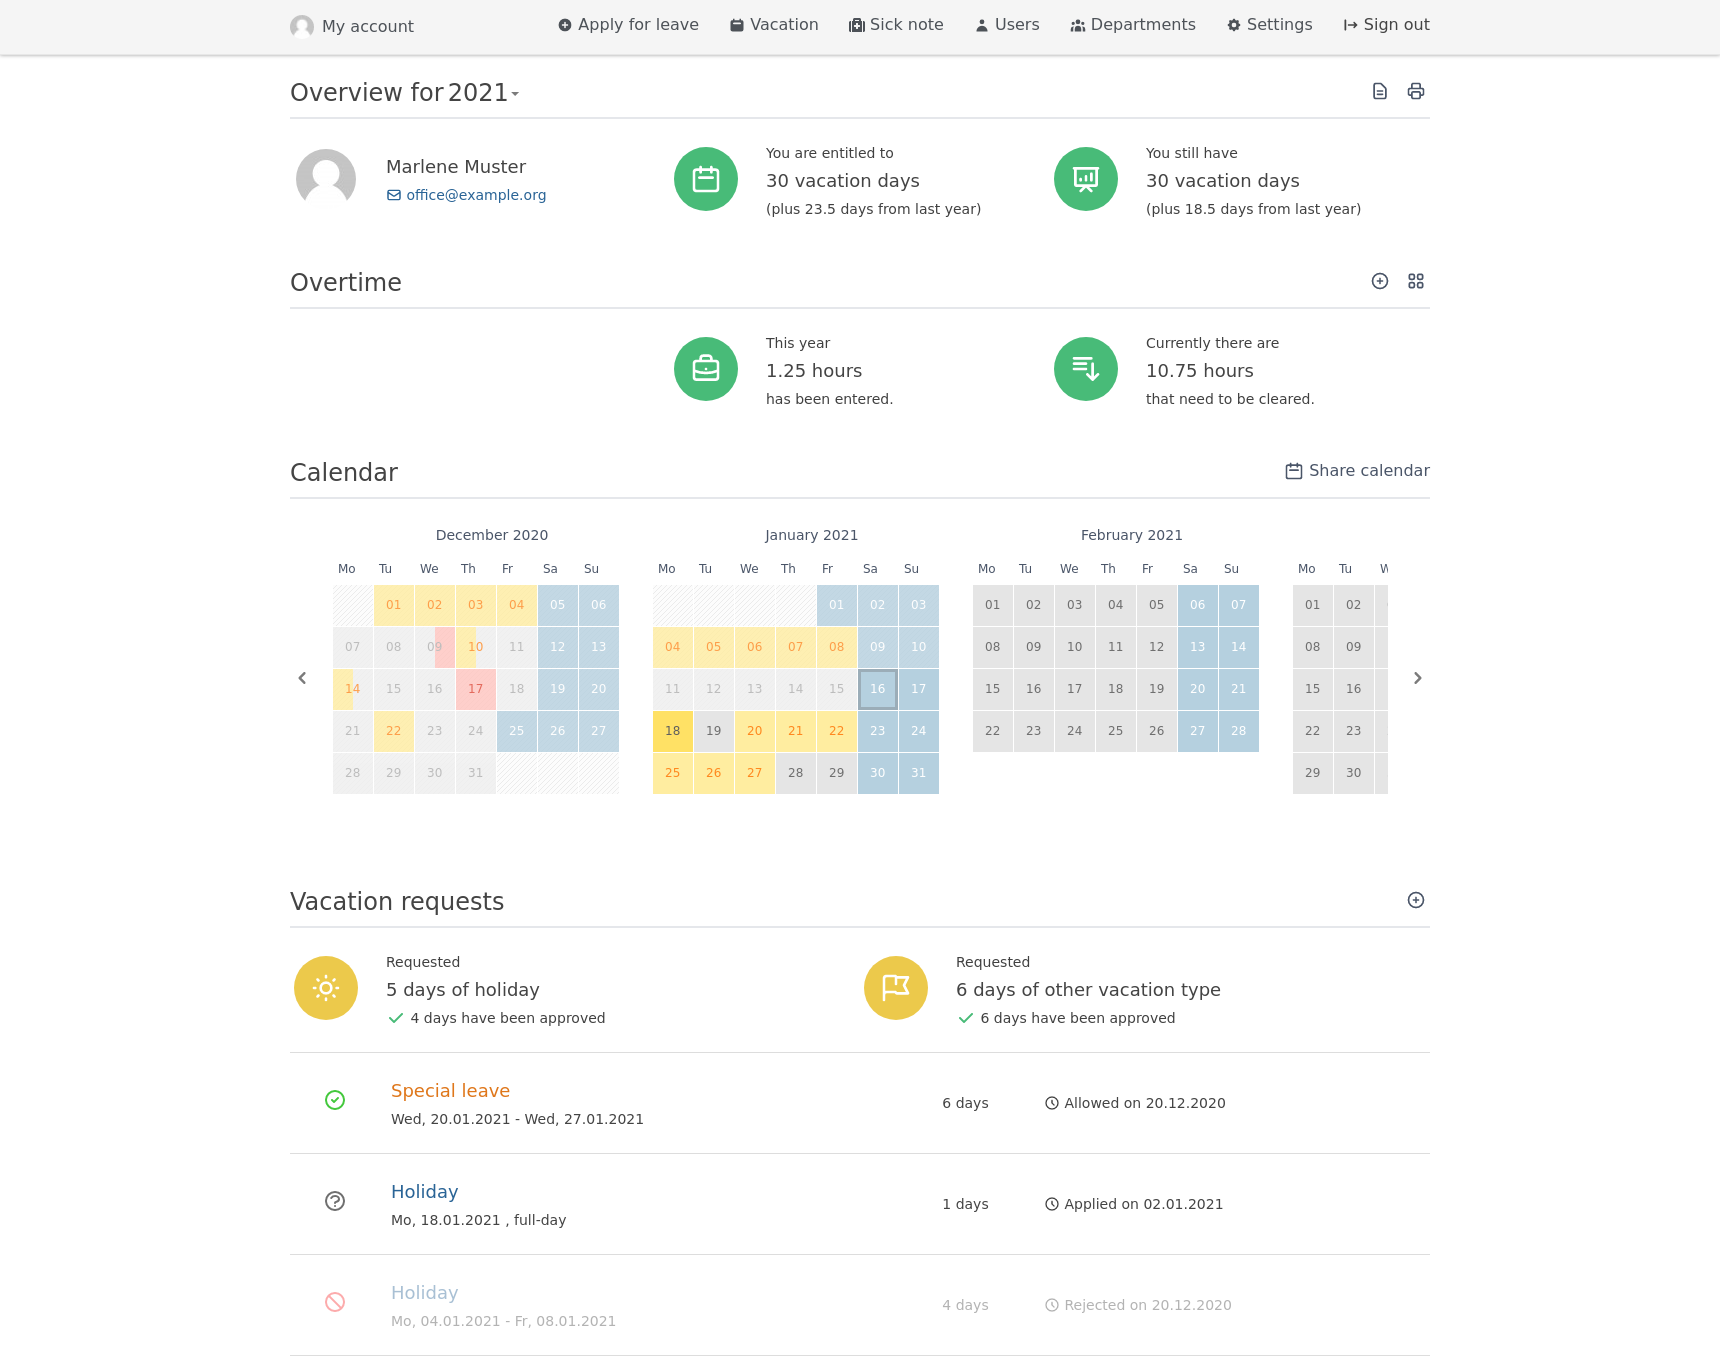 My account
Apply for leave Vacation Sick note Users Departments Settings Sign out
Overview for 2021
Marlene Muster
office@example.org
You are entitled to
30 vacation days
(plus 23.5 days from last year)
You still have
30 vacation days
(plus 18.5 days from last year)
Overtime
This year
1.25 hours
has been entered.
Currently there are
10.75 hours
that need to be cleared.
Calendar
Share calendar
December 2020
Mo Tu We Th Fr Sa Su
01 02 03 04 05 06
07 08 09 10 11 12 13
14 15 16 17 18 19 20
21 22 23 24 25 26 27
28 29 30 31
January 2021
Mo Tu We Th Fr Sa Su
01 02 03
04 05 06 07 08 09 10
11 12 13 14 15 16 17
18 19 20 21 22 23 24
25 26 27 28 29 30 31
February 2021
Mo Tu We Th Fr Sa Su
01 02 03 04 05 06 07
08 09 10 11 12 13 14
15 16 17 18 19 20 21
22 23 24 25 26 27 28
Mo Tu
01 02
08 09
15 16
22 23
29 30
Vacation requests
Requested
5 days of holiday
4 days have been approved
Requested
6 days of other vacation type
6 days have been approved
Special leave
Wed, 20.01.2021 - Wed, 27.01.2021
6 days
Allowed on 20.12.2020
Holiday
Mo, 18.01.2021 , full-day
1 days
Applied on 02.01.2021
Holiday
Mo, 04.01.2021 - Fr, 08.01.2021
4 days
Rejected on 20.12.2020